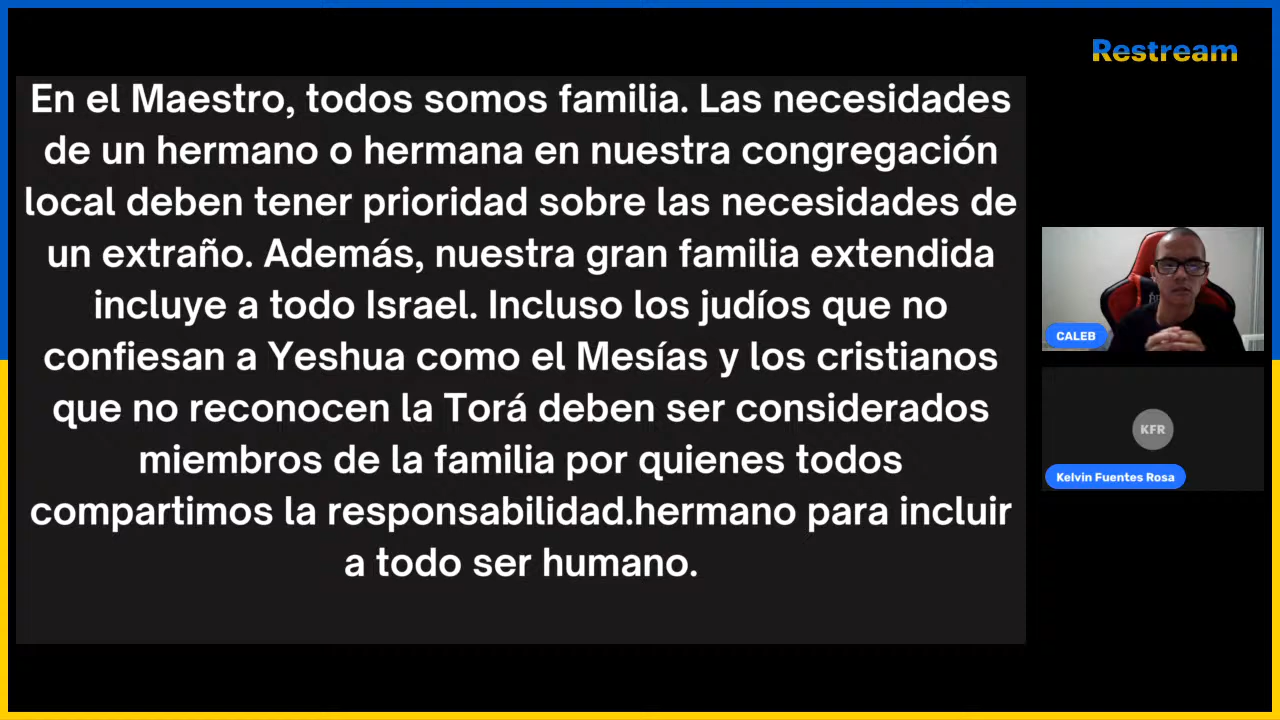 Restream
En el Maestro, todos somos familia. Las necesidades
de un hermano o hermana en nuestra congregación
local deben tener prioridad sobre las necesidades de
un extraño. Además, nuestra gran familia extendida
incluye a todo Israel. Incluso los judíos que no
confiesan a Yeshua como el Mesías y los cristianos
que no reconocen la Torá deben ser considerados
miembros de la familia por quienes todos
compartimos la responsabilidad.hermano para incluir
a todo ser humano.
CALEB
KFR
Kelvin Fuentes Rosa